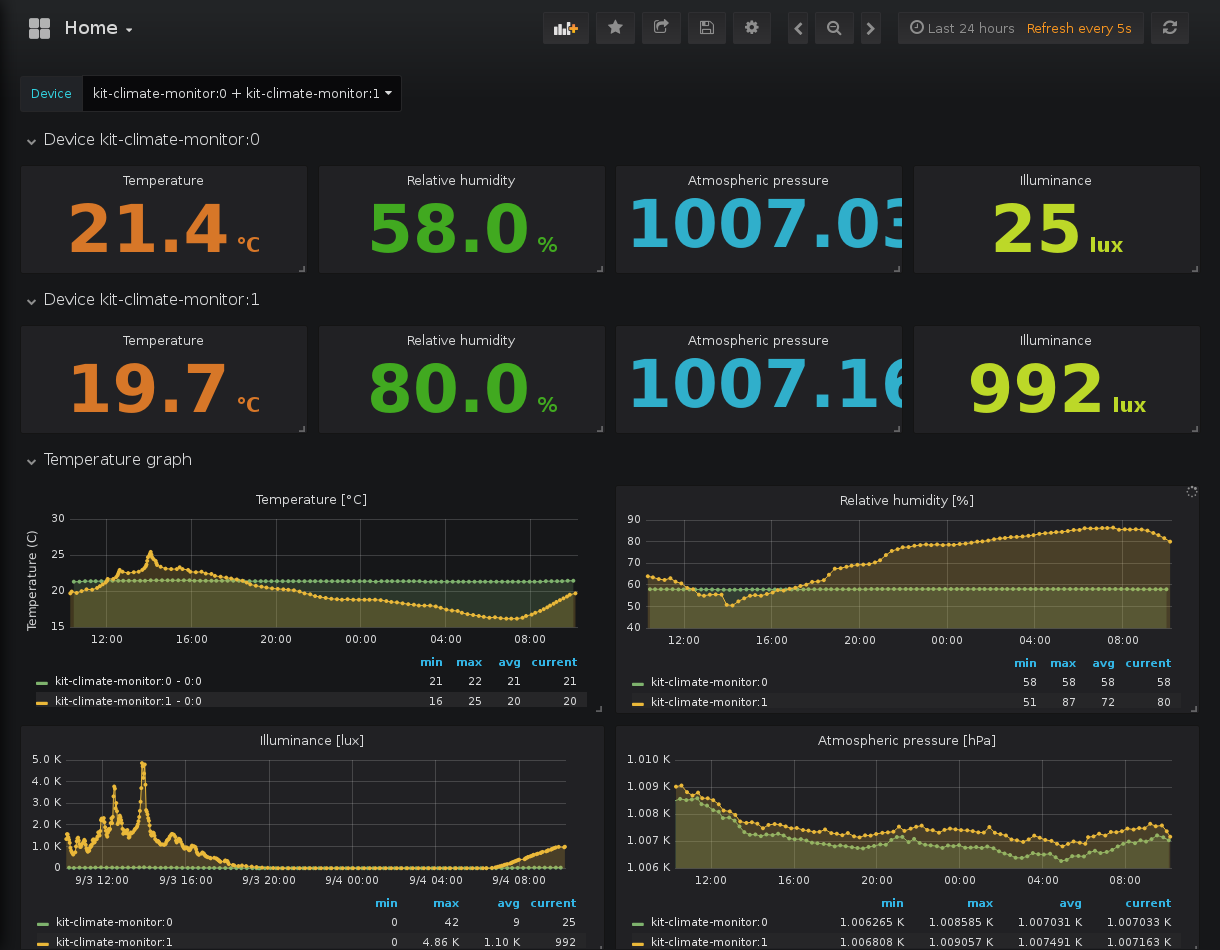 Home
Last 24 hours Refresh every 5s
Device kit-climate-monitor:0 + kit-climate-monitor:1
Device kit-climate-monitor:0
Temperature Relative humidity Atmospheric pressure Illuminance
21.4 °C 58.0 % 1007.03 25 lux
Device kit-climate-monitor:1
Temperature Relative humidity Atmospheric pressure Illuminance
19.7 °C 80.0 % 1007.16 992 lux
Temperature graph
Temperature [°C]
Temperature (C)
30
25
20
15
12:00 16:00 20:00 00:00 04:00 08:00
min max avg current
kit-climate-monitor:0 - 0:0 21 22 21 21
kit-climate-monitor:1 - 0:0 16 25 20 20
Relative humidity [%]
90
80
70
60
50
40
12:00 16:00 20:00 00:00 04:00 08:00
min max avg current
kit-climate-monitor:0 58 58 58 58
kit-climate-monitor:1 51 87 72 80
Illuminance [lux]
5.0 K
4.0 K
3.0 K
2.0 K
1.0 K
0
9/3 12:00 9/3 16:00 9/3 20:00 9/4 00:00 9/4 04:00 9/4 08:00
min max avg current
kit-climate-monitor:0 0 42 9 25
kit-climate-monitor:1 0 4.86 K 1.10 K 992
Atmospheric pressure [hPa]
1.010 K
1.009 K
1.008 K
1.007 K
1.006 K
12:00 16:00 20:00 00:00 04:00 08:00
min max avg current
kit-climate-monitor:0 1.006265 K 1.008585 K 1.007031 K 1.007033 K
kit-climate-monitor:1 1.006808 K 1.009057 K 1.007491 K 1.007163 K